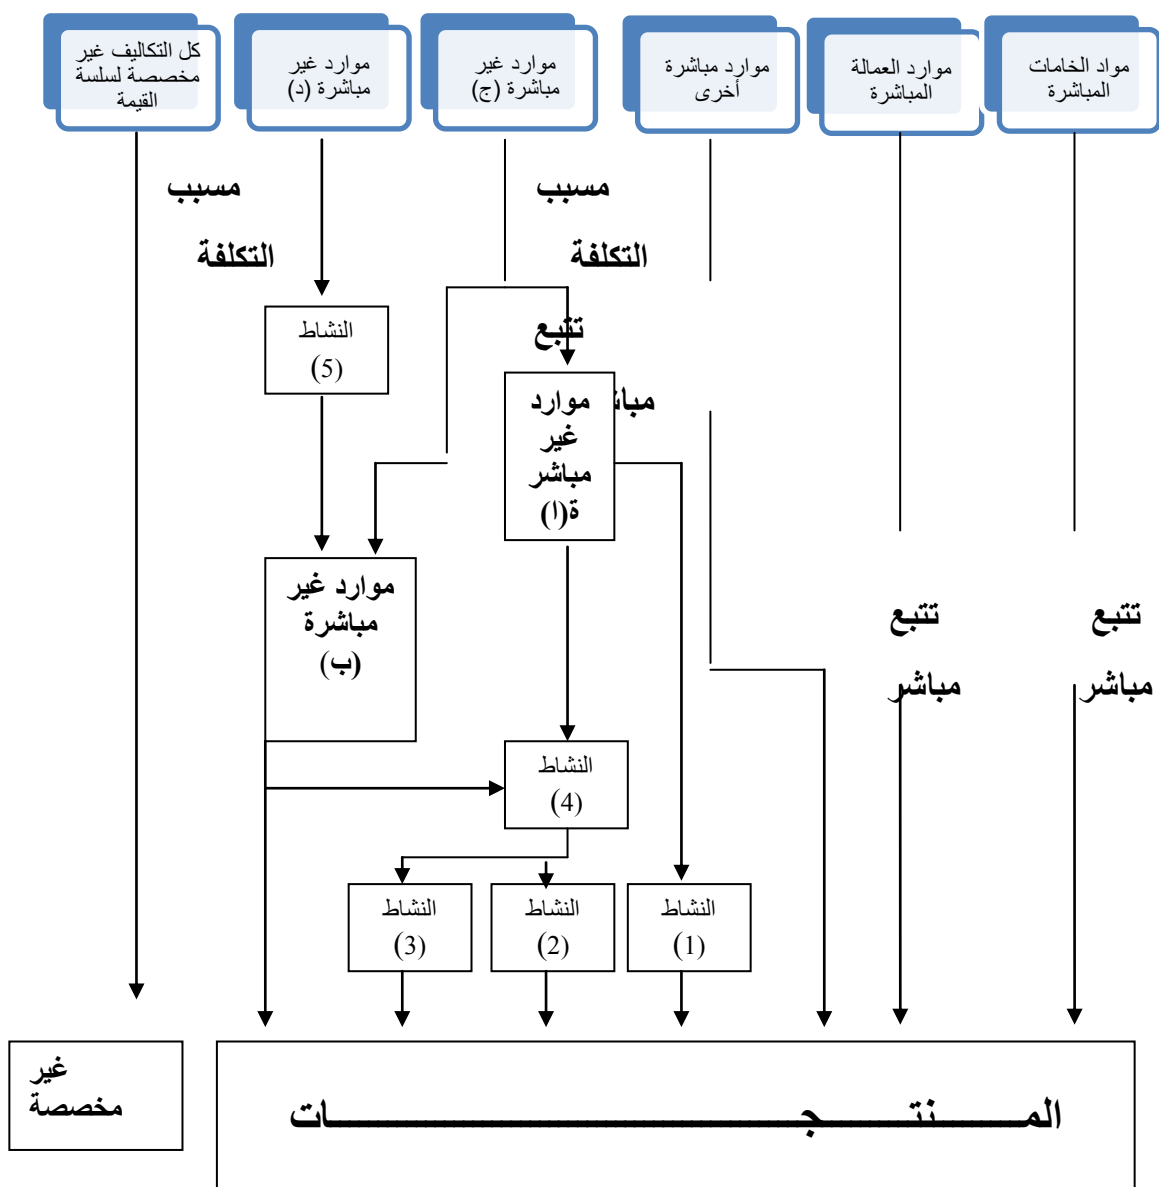 مواد الخامات
المباشرة
موارد العمالة
المباشرة
موارد مباشرة
أخرى
موارد غير
مباشرة (ج)
موارد غير
مباشرة (د)
كل التكاليف غير
مخصصة لسلسة
القيمة
مسبب
التكلفة
مسبب
التكلفة
تتبع
النشاط
(5)
موارد
غير
مباشر
ة(ا)
موارد غير
مباشرة
(ب)
تتبع
مباشر
تتبع
مباشر
النشاط
(4)
النشاط
(1)
النشاط
(2)
النشاط
(3)
غير
مخصصة
المـــــنتـــــجـــــــــــــــــــــات